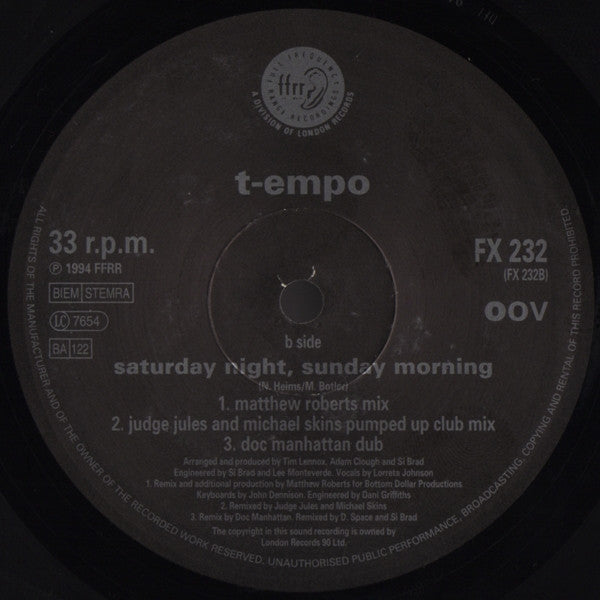 FULL FREQUENCY
ffrr
RANGE RECORDINGS
A DIVISION OF LONDON RECORDS
t-empo
33 r.p.m.
℗ 1994 FFRR
BIEM STEMRA
LC 7654
BA 122
FX 232
(FX 232B)
OOV
b side
saturday night, sunday morning
(N. Helms/M. Botler)
1. matthew roberts mix
2. judge jules and michael skins pumped up club mix
3. doc manhattan dub
Arranged and produced by Tim Lennox, Adam Clough and Si Brad
Engineered by Si Brad and Lee Monteverde. Vocals by Lorreta Johnson
1. Remix and additional production by Matthew Roberts for Bottom Dollar Productions
Keyboards by John Dennison. Engineered by Dani Griffiths
2. Remixed by Judge Jules and Michael Skins
3. Remix by Doc Manhattan. Remixed by D. Space and Si Brad
The copyright in this sound recording is owned by
London Records 90 Ltd.
ALL RIGHTS OF THE MANUFACTURER AND OF THE OWNER OF THE RECORDED WORK RESERVED. UNAUTHORISED PUBLIC PERFORMANCE, BROADCASTING, COPYING AND RENTAL OF THIS RECORD PROHIBITED.